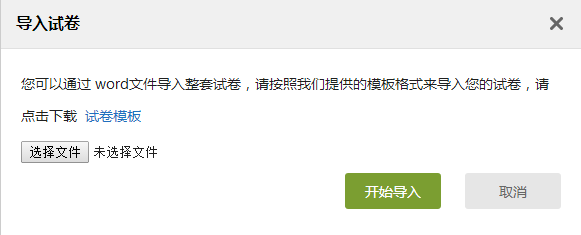 导入试卷
您可以通过 word文件导入整套试卷，请按照我们提供的模板格式来导入您的试卷，请
点击下载 试卷模板
选择文件 未选择文件
开始导入 取消